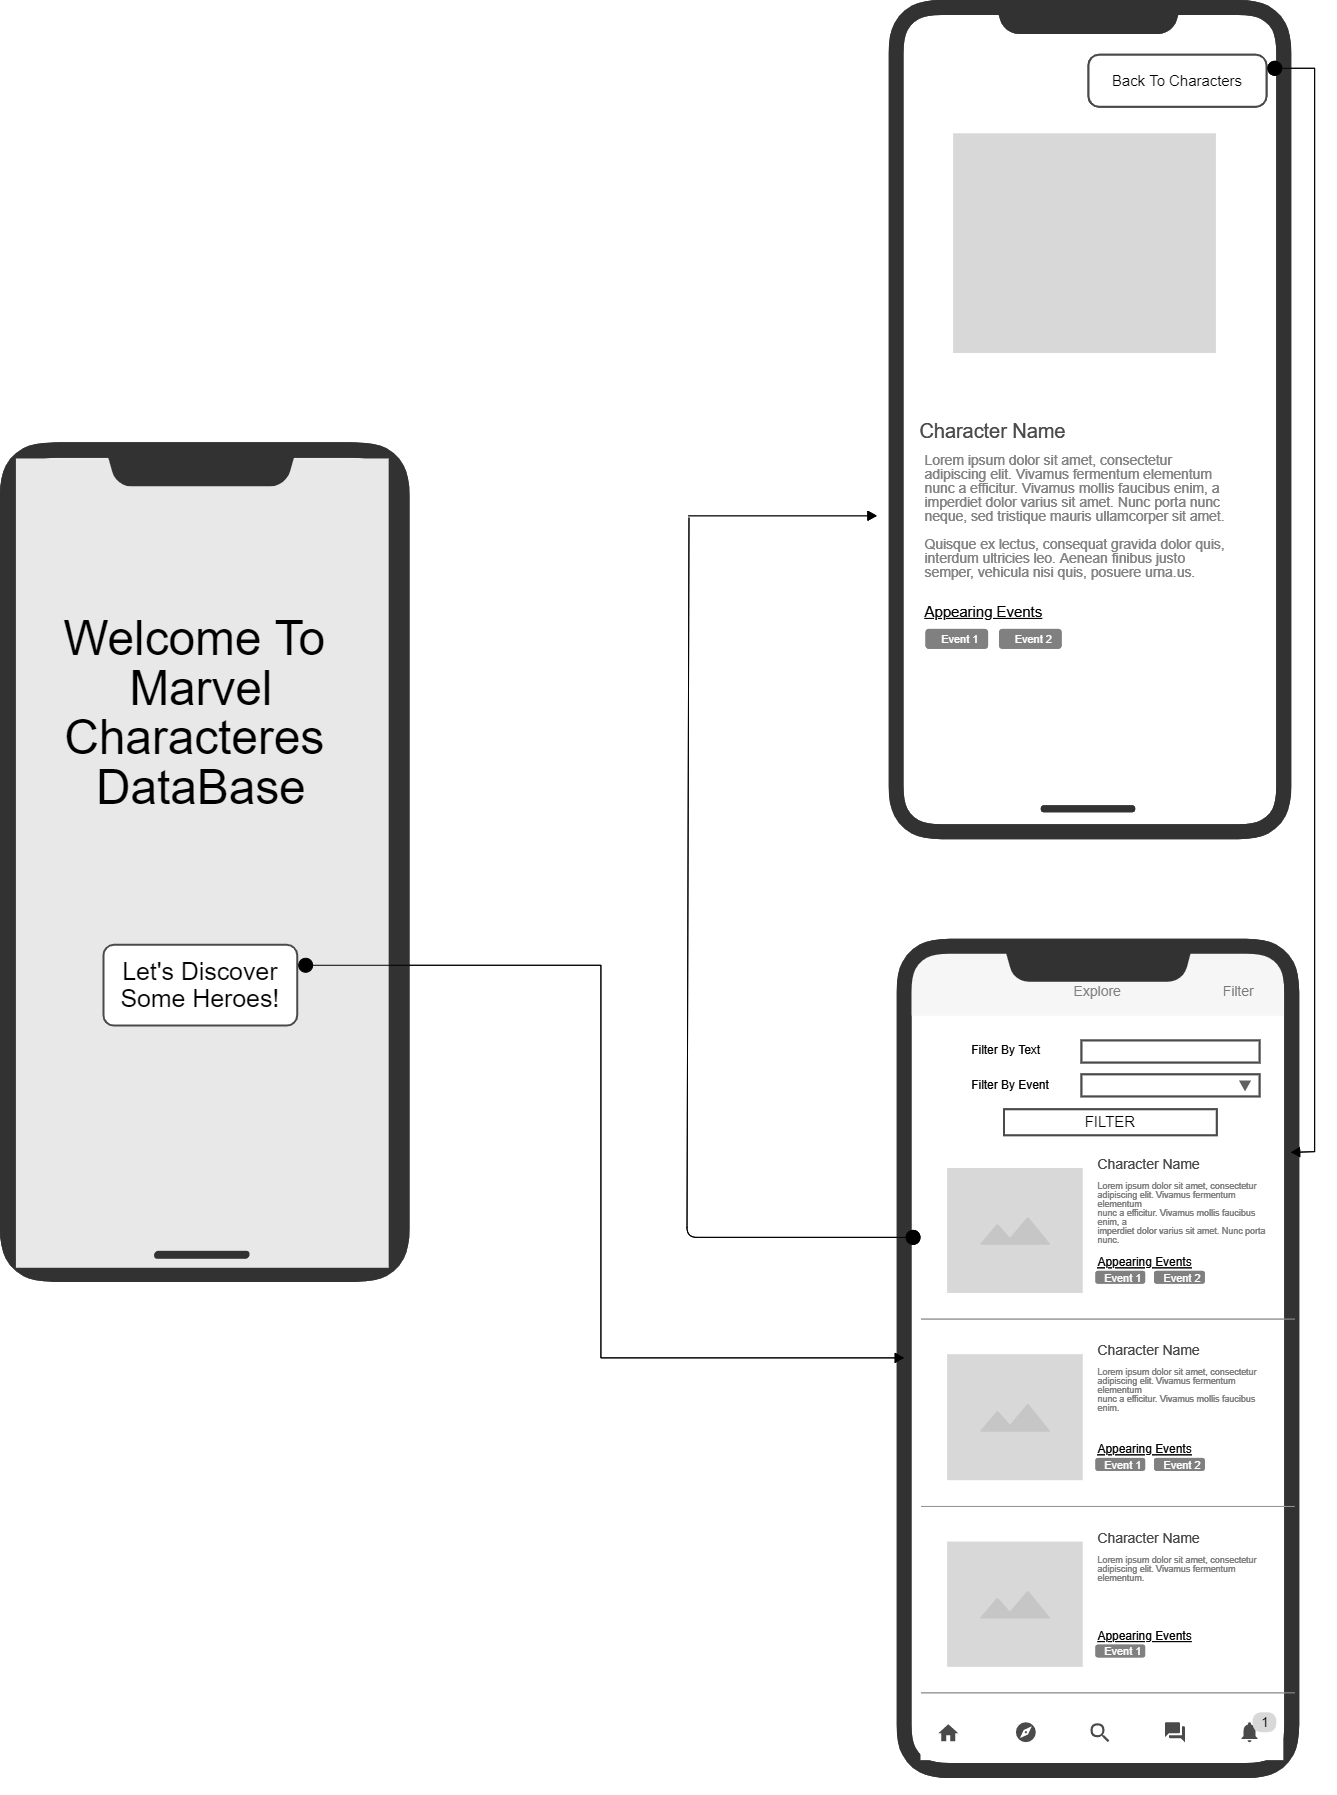 Welcome To
Marvel
Characteres
DataBase
Let's Discover
Some Heroes!
Back To Characters
Character Name
Lorem ipsum dolor sit amet, consectetur
adipiscing elit. Vivamus fermentum elementum
nunc a efficitur. Vivamus mollis faucibus enim, a
imperdiet dolor varius sit amet. Nunc porta nunc
neque, sed tristique mauris ullamcorper sit amet.
Quisque ex lectus, consequat gravida dolor quis,
interdum ultricies leo. Aenean finibus justo
semper, vehicula nisi quis, posuere urna.us.
Appearing Events
Event 1 Event 2
Explore Filter
Filter By Text
Filter By Event
FILTER
Character Name
Lorem ipsum dolor sit amet, consectetur
adipiscing elit. Vivamus fermentum
elementum
nunc a efficitur. Vivamus mollis faucibus
enim, a
imperdiet dolor varius sit amet. Nunc porta
nunc.
Appearing Events
Event 1 Event 2
Character Name
Lorem ipsum dolor sit amet, consectetur
adipiscing elit. Vivamus fermentum
elementum
nunc a efficitur. Vivamus mollis faucibus
enim.
Appearing Events
Event 1 Event 2
Character Name
Lorem ipsum dolor sit amet, consectetur
adipiscing elit. Vivamus fermentum
elementum.
Appearing Events
Event 1
1